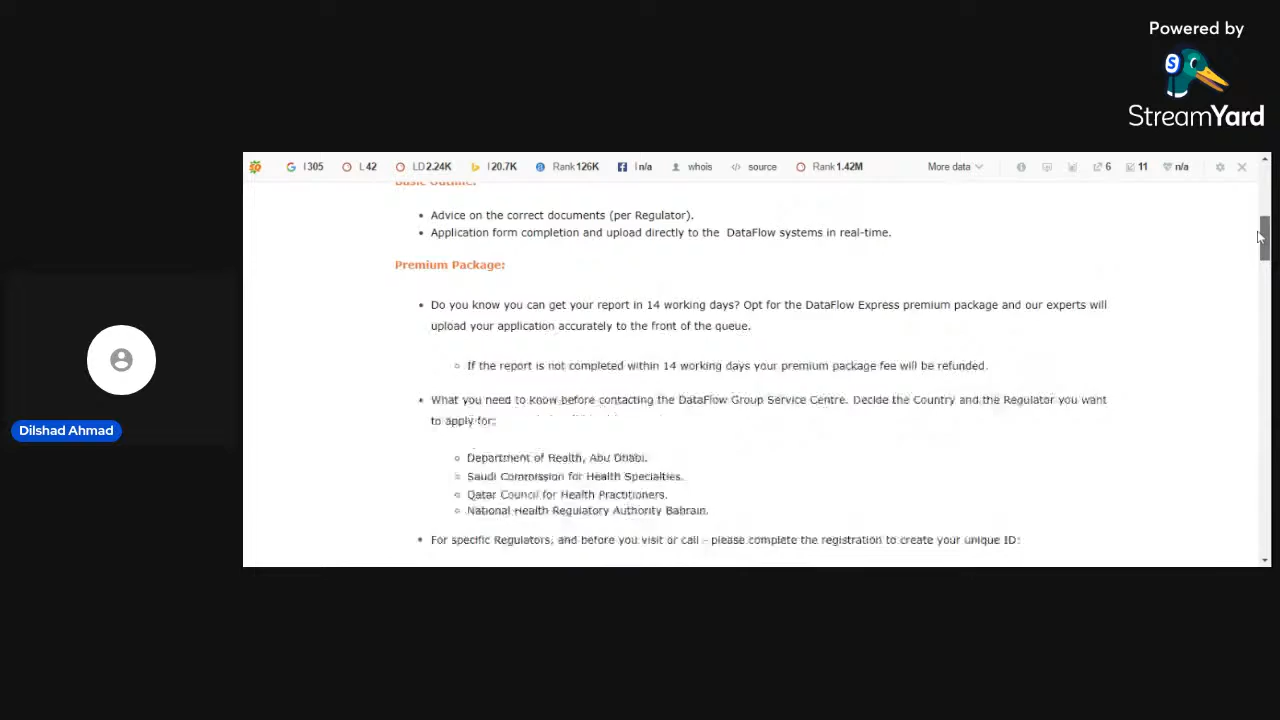 Powered by
StreamYard
I305
L42
LD2.24K
I20.7K
Rank126K
In/a
whois
source
Rank1.42M
More data
6
11
n/a
Basic Outline:
Advice on the correct documents (per Regulator).
Application form completion and upload directly to the DataFlow systems in real-time.
Premium Package:
Do you know you can get your report in 14 working days? Opt for the DataFlow Express premium package and our experts will
upload your application accurately to the front of the queue.
If the report is not completed within 14 working days your premium package fee will be refunded.
What you need to know before contacting the DataFlow Group Service Centre. Decide the Country and the Regulator you want
to apply for:
Department of Health, Abu Dhabi.
Saudi Commission for Health Specialties.
Qatar Council for Health Practitioners.
National Health Regulatory Authority Bahrain.
For specific Regulators, and before you visit or call – please complete the registration to create your unique ID:
Dilshad Ahmad